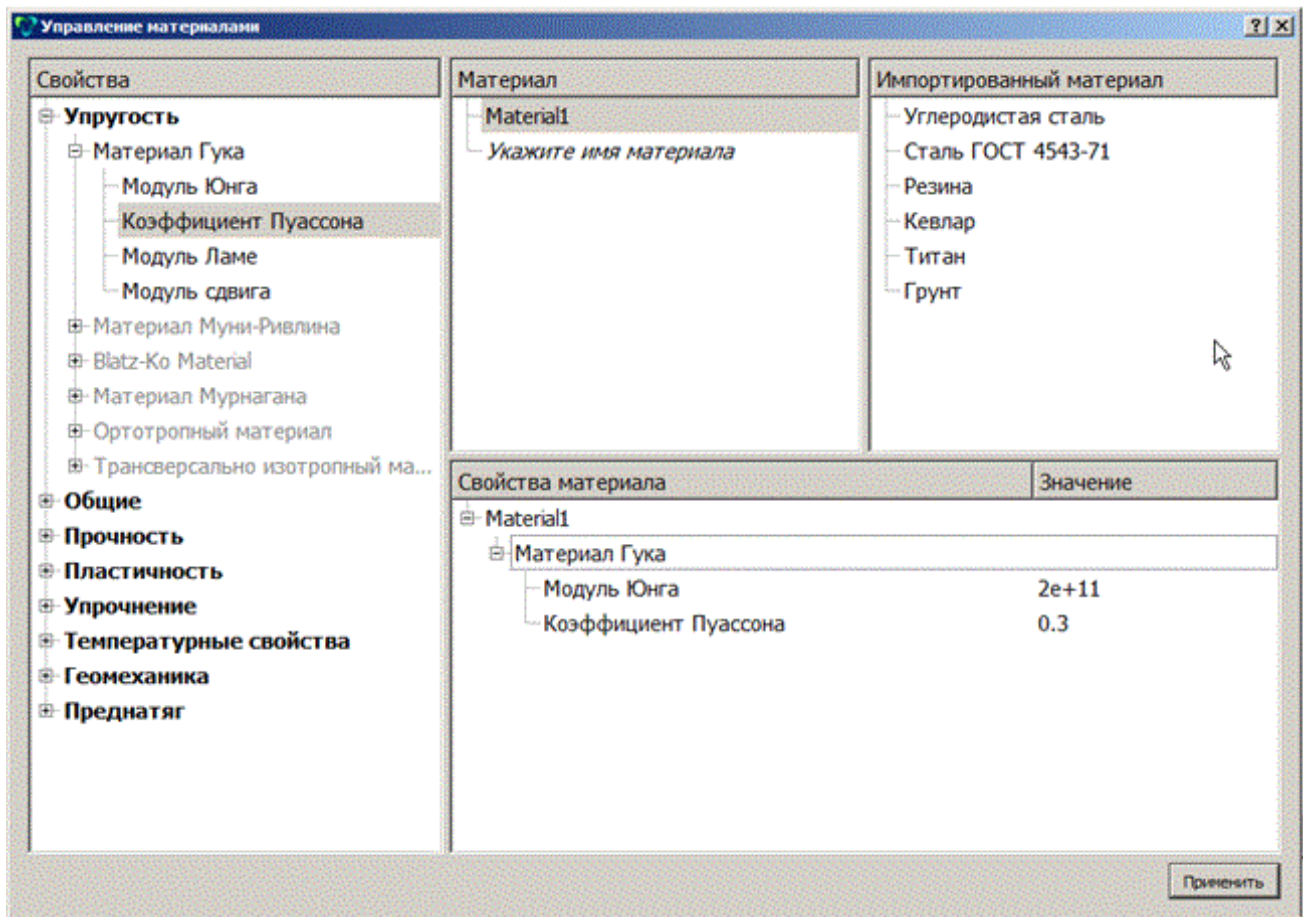 Управление материалами
Свойства
Упругость
Материал Гука
Модуль Юнга
Коэффициент Пуассона
Модуль Ламе
Модуль сдвига
Материал Муни-Ривлина
Blatz-Ko Material
Материал Мурнагана
Ортотропный материал
Трансверсально изотропный ма...
Общие
Прочность
Пластичность
Упрочнение
Температурные свойства
Геомеханика
Преднатяг
Материал
Material1
Укажите имя материала
Импортированный материал
Углеродистая сталь
Сталь ГОСТ 4543-71
Резина
Кевлар
Титан
Грунт
Свойства материала Значение
Material1
Материал Гука
Модуль Юнга 2e+11
Коэффициент Пуассона 0.3
Применить